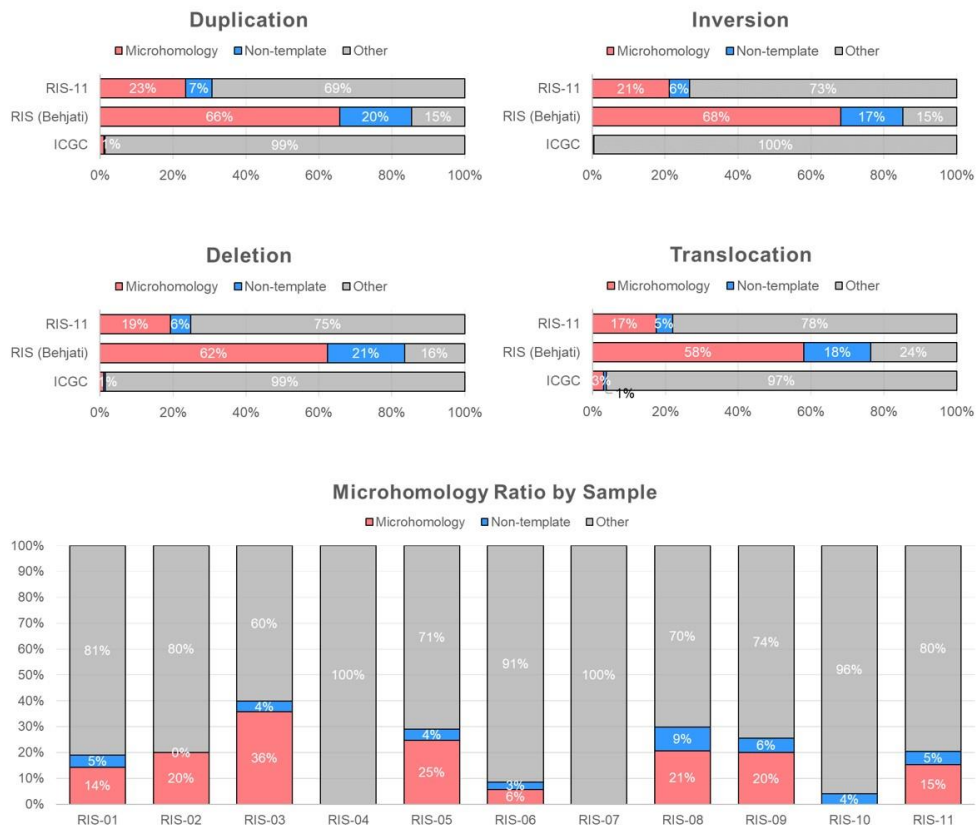 Duplication
Microhomology Non-template Other
RIS-11 23% 7% 69%
RIS (Behjati) 66% 20% 15%
ICGC 1% 99%
0% 20% 40% 60% 80% 100%
Inversion
Microhomology Non-template Other
RIS-11 21% 6% 73%
RIS (Behjati) 68% 17% 15%
ICGC 100%
0% 20% 40% 60% 80% 100%
Deletion
Microhomology Non-template Other
RIS-11 19% 6% 75%
RIS (Behjati) 62% 21% 16%
ICGC 1% 99%
0% 20% 40% 60% 80% 100%
Translocation
Microhomology Non-template Other
RIS-11 17% 5% 78%
RIS (Behjati) 58% 18% 24%
ICGC 3% 97%
1%
0% 20% 40% 60% 80% 100%
Microhomology Ratio by Sample
Microhomology Non-template Other
100%
90%
80%
70%
60%
50%
40%
30%
20%
10%
0%
81% 80% 60% 100% 71% 91% 100% 70% 74% 96% 80%
5% 0% 4% 4% 3% 9% 6% 4% 5%
14% 20% 36% 25% 6% 21% 20% 15%
RIS-01 RIS-02 RIS-03 RIS-04 RIS-05 RIS-06 RIS-07 RIS-08 RIS-09 RIS-10 RIS-11